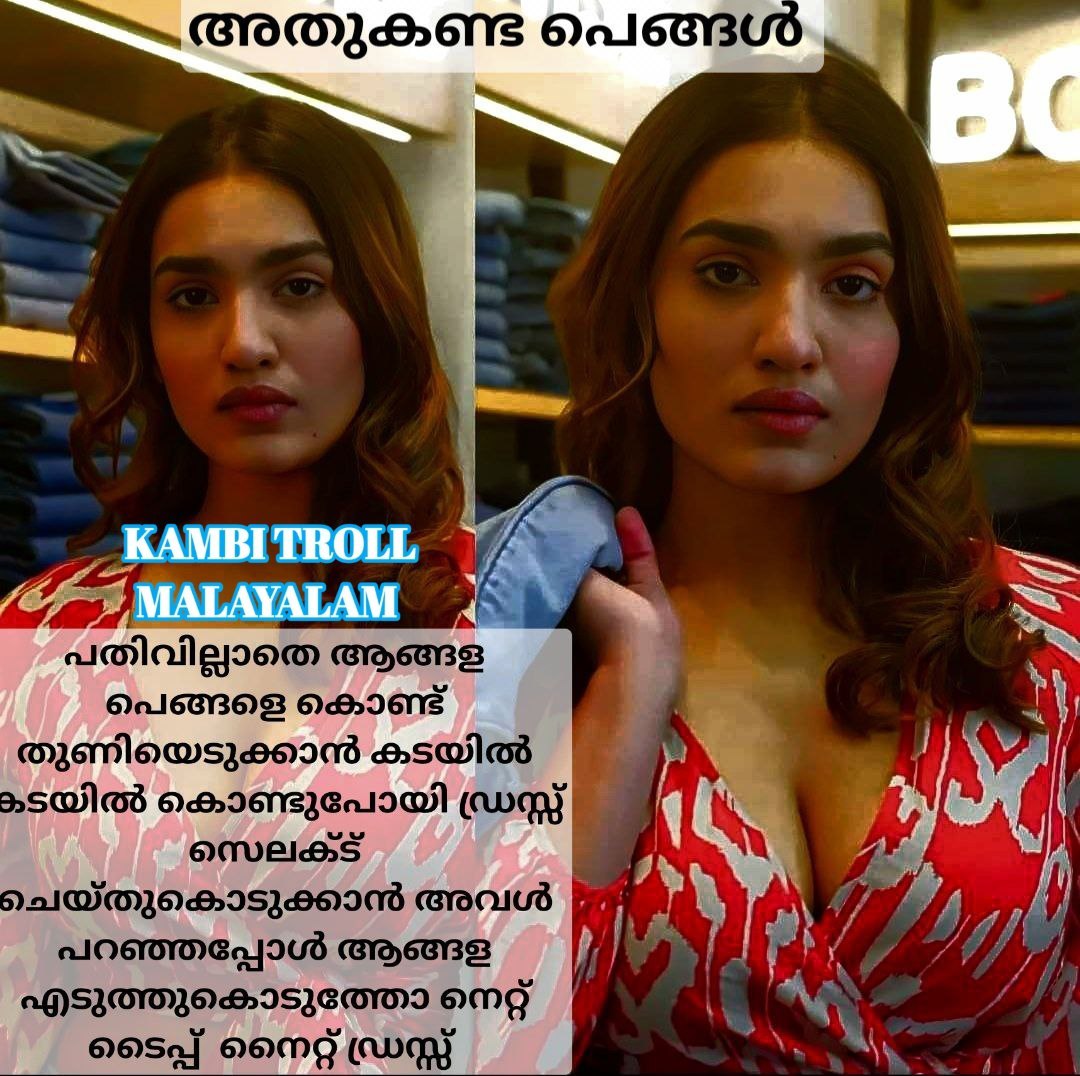 അതുകണ്ട പെങ്ങൾ
BO
KAMBI TROLL
MALAYALAM
പതിവില്ലാതെ ആങ്ങള
പെങ്ങളെ കൊണ്ട്
തുണിയെടുക്കാൻ കടയിൽ
കടയിൽ കൊണ്ടുപോയി ഡ്രസ്സ്
സെലക്ട്
ചെയ്തുകൊടുക്കാൻ അവൾ
പറഞ്ഞപ്പോൾ ആങ്ങള
എടുത്തുകൊടുത്തോ നെറ്റ്
ടൈപ്പ് നൈറ്റ് ഡ്രസ്സ്